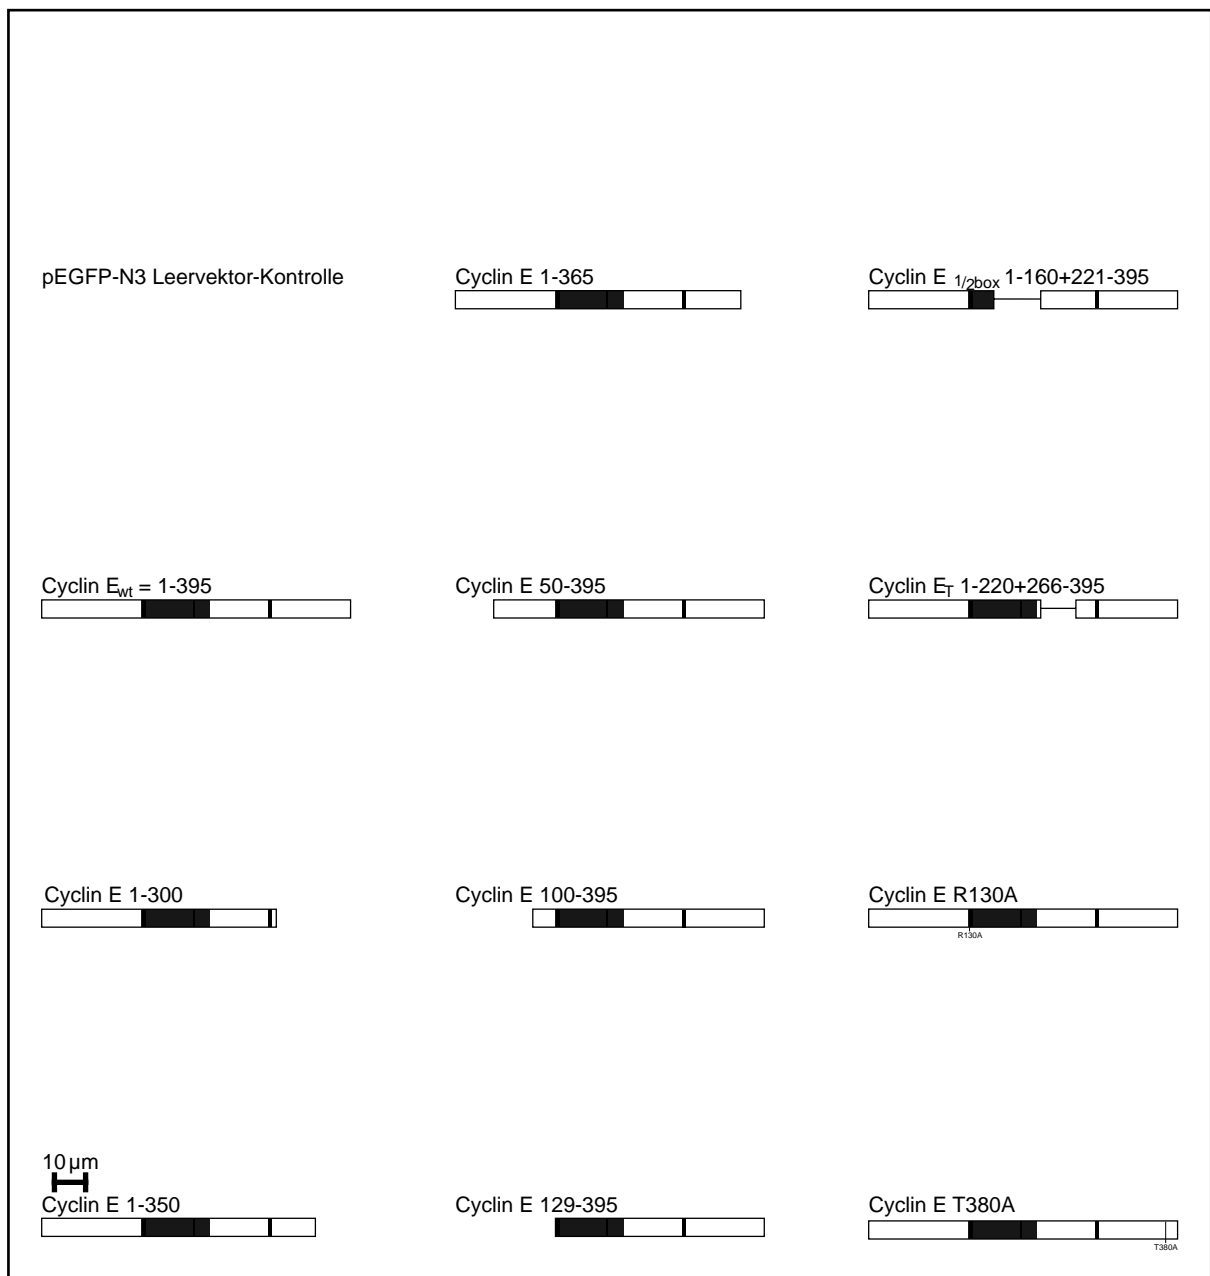 pEGFP-N3 Leervektor-Kontrolle
Cyclin E 1-365
Cyclin E 1/2box 1-160+221-395
Cyclin Ewt = 1-395
Cyclin E 50-395
Cyclin ET 1-220+266-395
Cyclin E 1-300
Cyclin E 100-395
Cyclin E R130A
R130A
10 µm
Cyclin E 1-350
Cyclin E 129-395
Cyclin E T380A
T380A